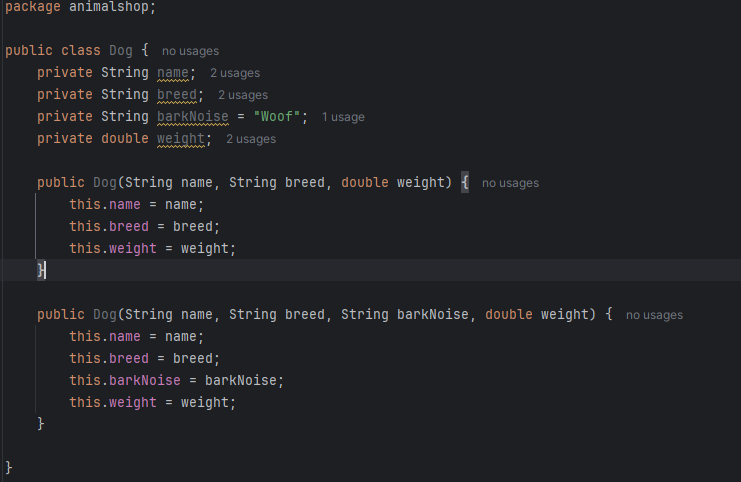 package animalshop;
public class Dog { no usages
private String name; 2 usages
private String breed; 2 usages
private String barkNoise = "Woof"; 1 usage
private double weight; 2 usages
public Dog(String name, String breed, double weight) { no usages
this.name = name;
this.breed = breed;
this.weight = weight;
}
public Dog(String name, String breed, String barkNoise, double weight) { no usages
this.name = name;
this.breed = breed;
this.barkNoise = barkNoise;
this.weight = weight;
}
}